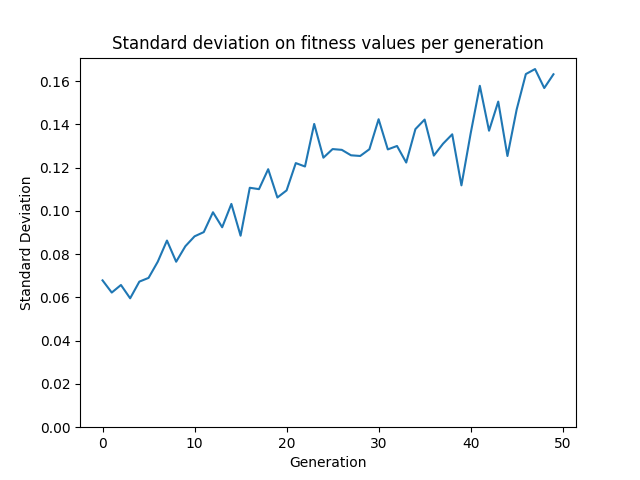 Standard deviation on fitness values per generation
0.16
0.14
0.12
0.10
0.08
0.06
0.04
0.02
0.00
Standard Deviation
0 10 20 30 40 50
Generation